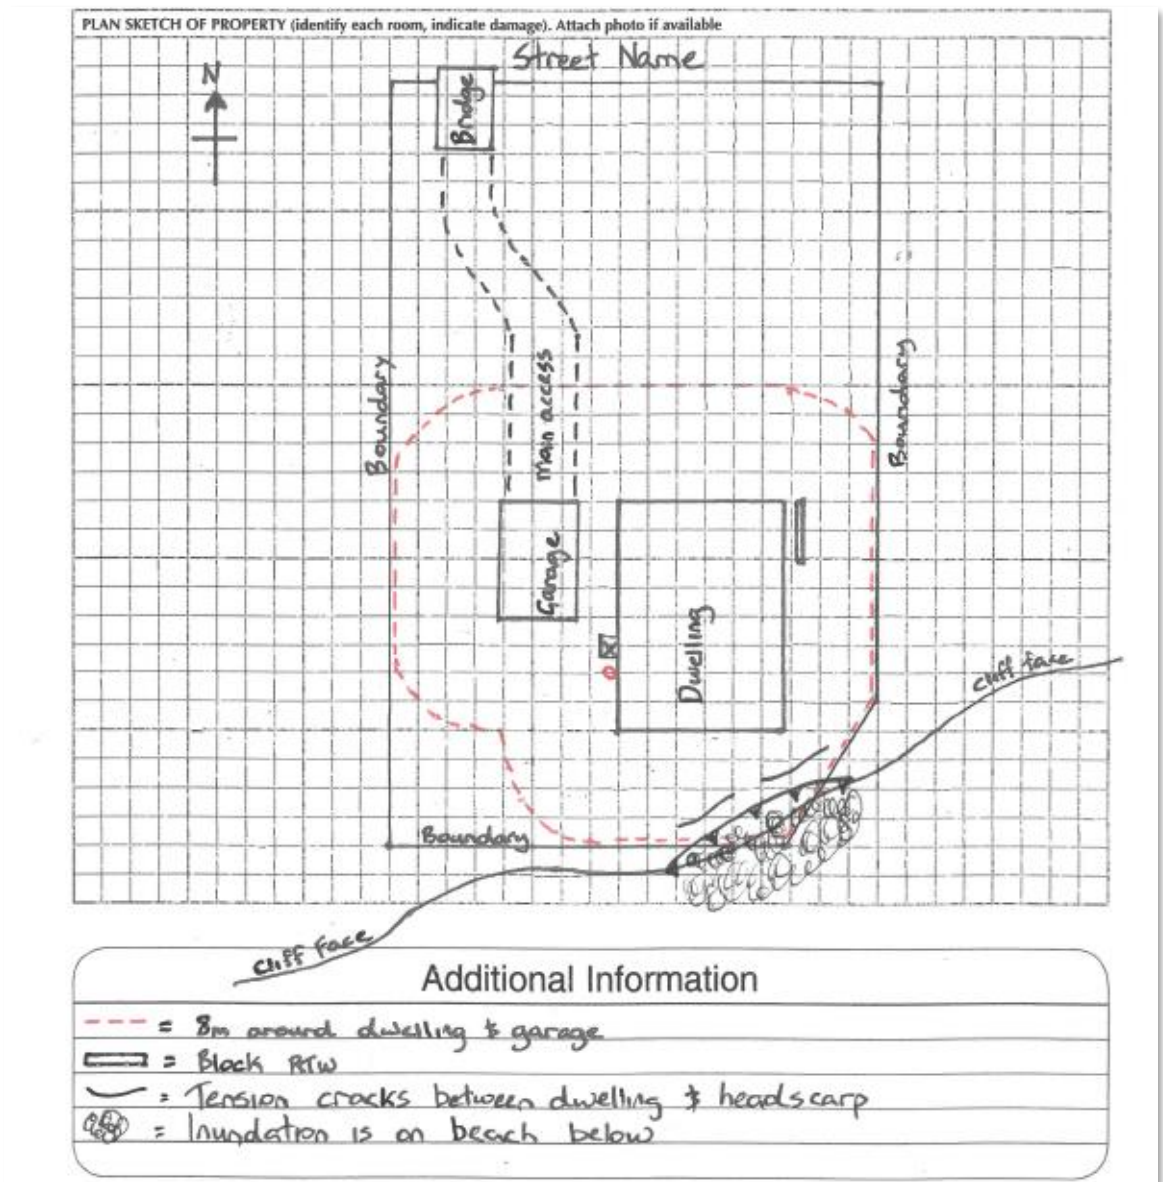 PLAN SKETCH OF PROPERTY (identify each room, indicate damage). Attach photo if available
Street Name
N
Bridge
Main access
Boundary
Boundary
Garage
Dwelling
Cliff face
Boundary
Cliff Face
Additional Information
= 8m around dwelling & garage
= Block RTW
= Tension cracks between dwelling & headscarp
= Inundation is on beach below